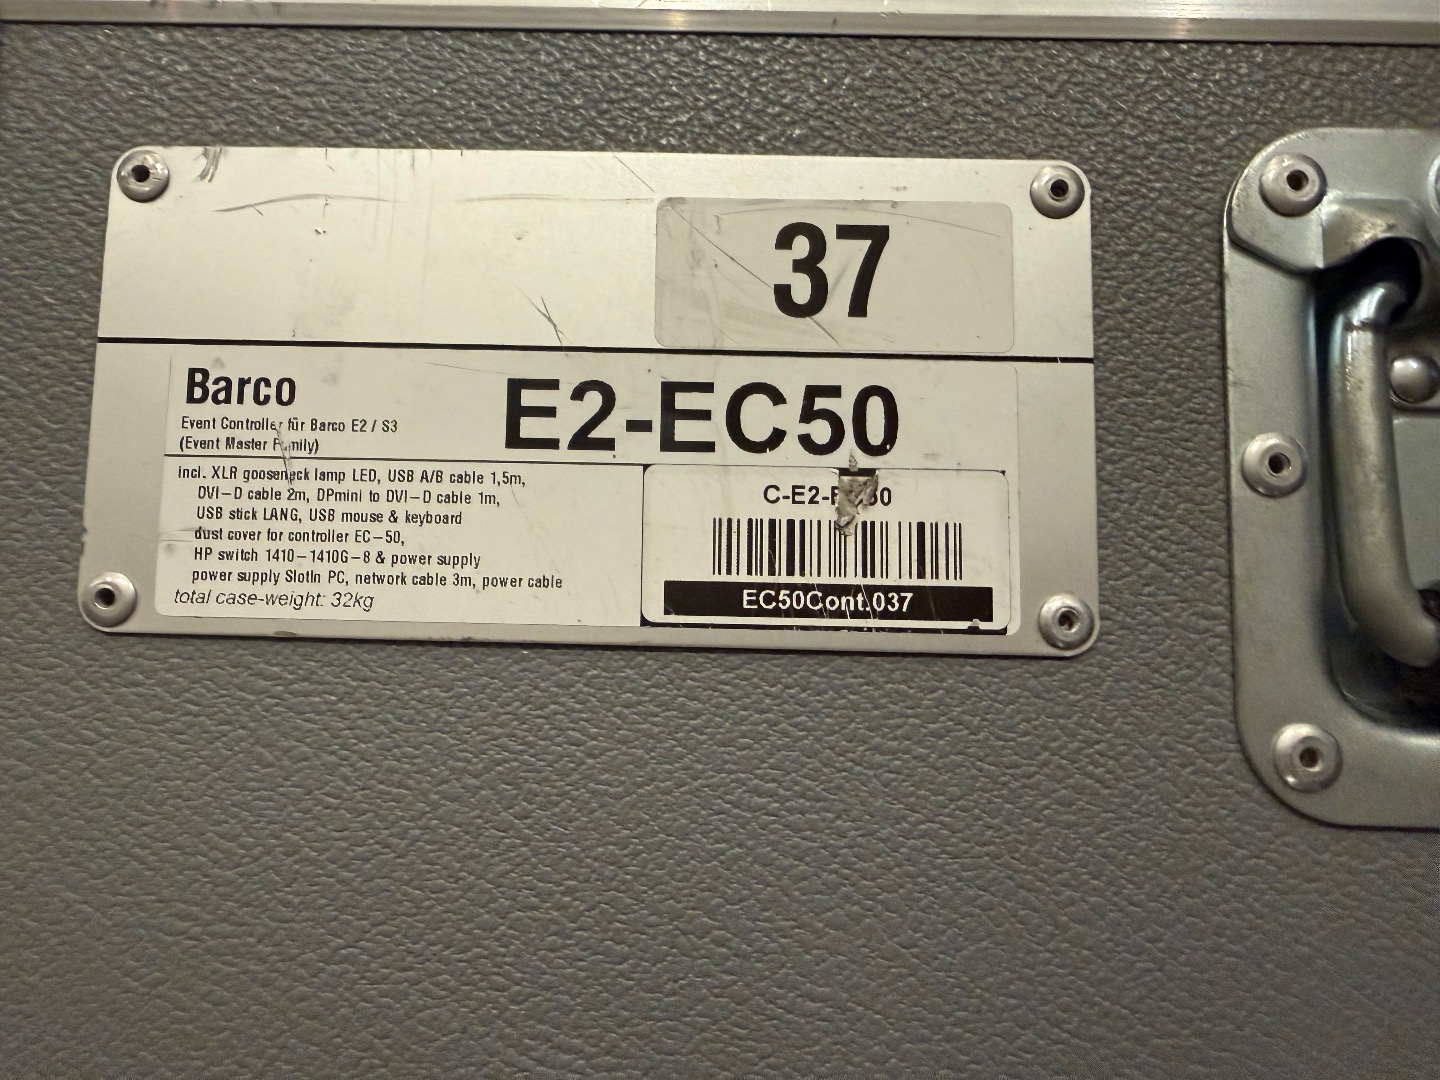 37
Barco
Event Controller für Barco E2 / S3
(Event Master Family)
E2-EC50
incl. XLR gooseneck lamp LED, USB A/B cable 1,5m,
DVI-D cable 2m, DPmini to DVI-D cable 1m,
USB stick LANG, USB mouse & keyboard
dust cover for controller EC-50,
HP switch 1410-1410G-8 & power supply
power supply SlotIn PC, network cable 3m, power cable
total case-weight: 32kg
C-E2-EC50
EC50Cont.037